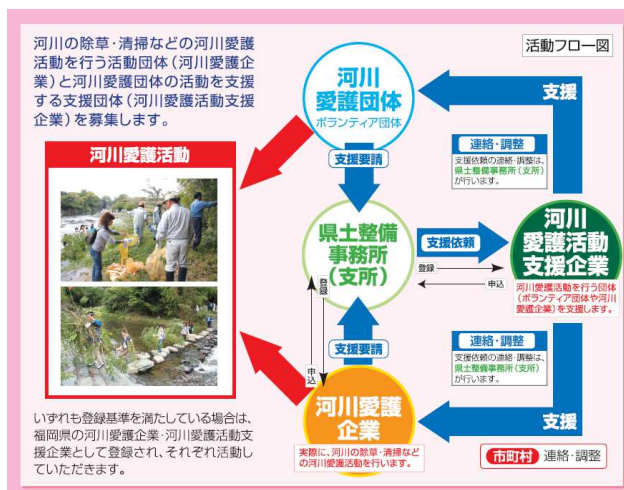 河川の除草・清掃などの河川愛護
活動を行う活動団体(河川愛護企
業)と河川愛護団体の活動を支援
する支援団体(河川愛護活動支援
企業)を募集します。
活動フロー図
河川
愛護団体
ボランティア団体
支援
河川愛護活動
支援要請
連絡・調整
支援依頼の連絡・調整は、
県土整備事務所(支所)
が行います。
県土整備
事務所
(支所)
支援依頼
登録
申込
河川
愛護活動
支援企業
河川愛護活動を行う団体
(ボランティア団体や河川
愛護企業)を支援します。
登録
申込
支援要請
連絡・調整
支援依頼の連絡・調整は、
県土整備事務所(支所)
が行います。
河川愛護
企業
支援
実際に、河川の除草・清掃など
の河川愛護活動を行います。
いずれも登録基準を満たしている場合は、
福岡県の河川愛護企業・河川愛護活動支
援企業として登録され、それぞれ活動し
ていただきます。
市町村 連絡・調整